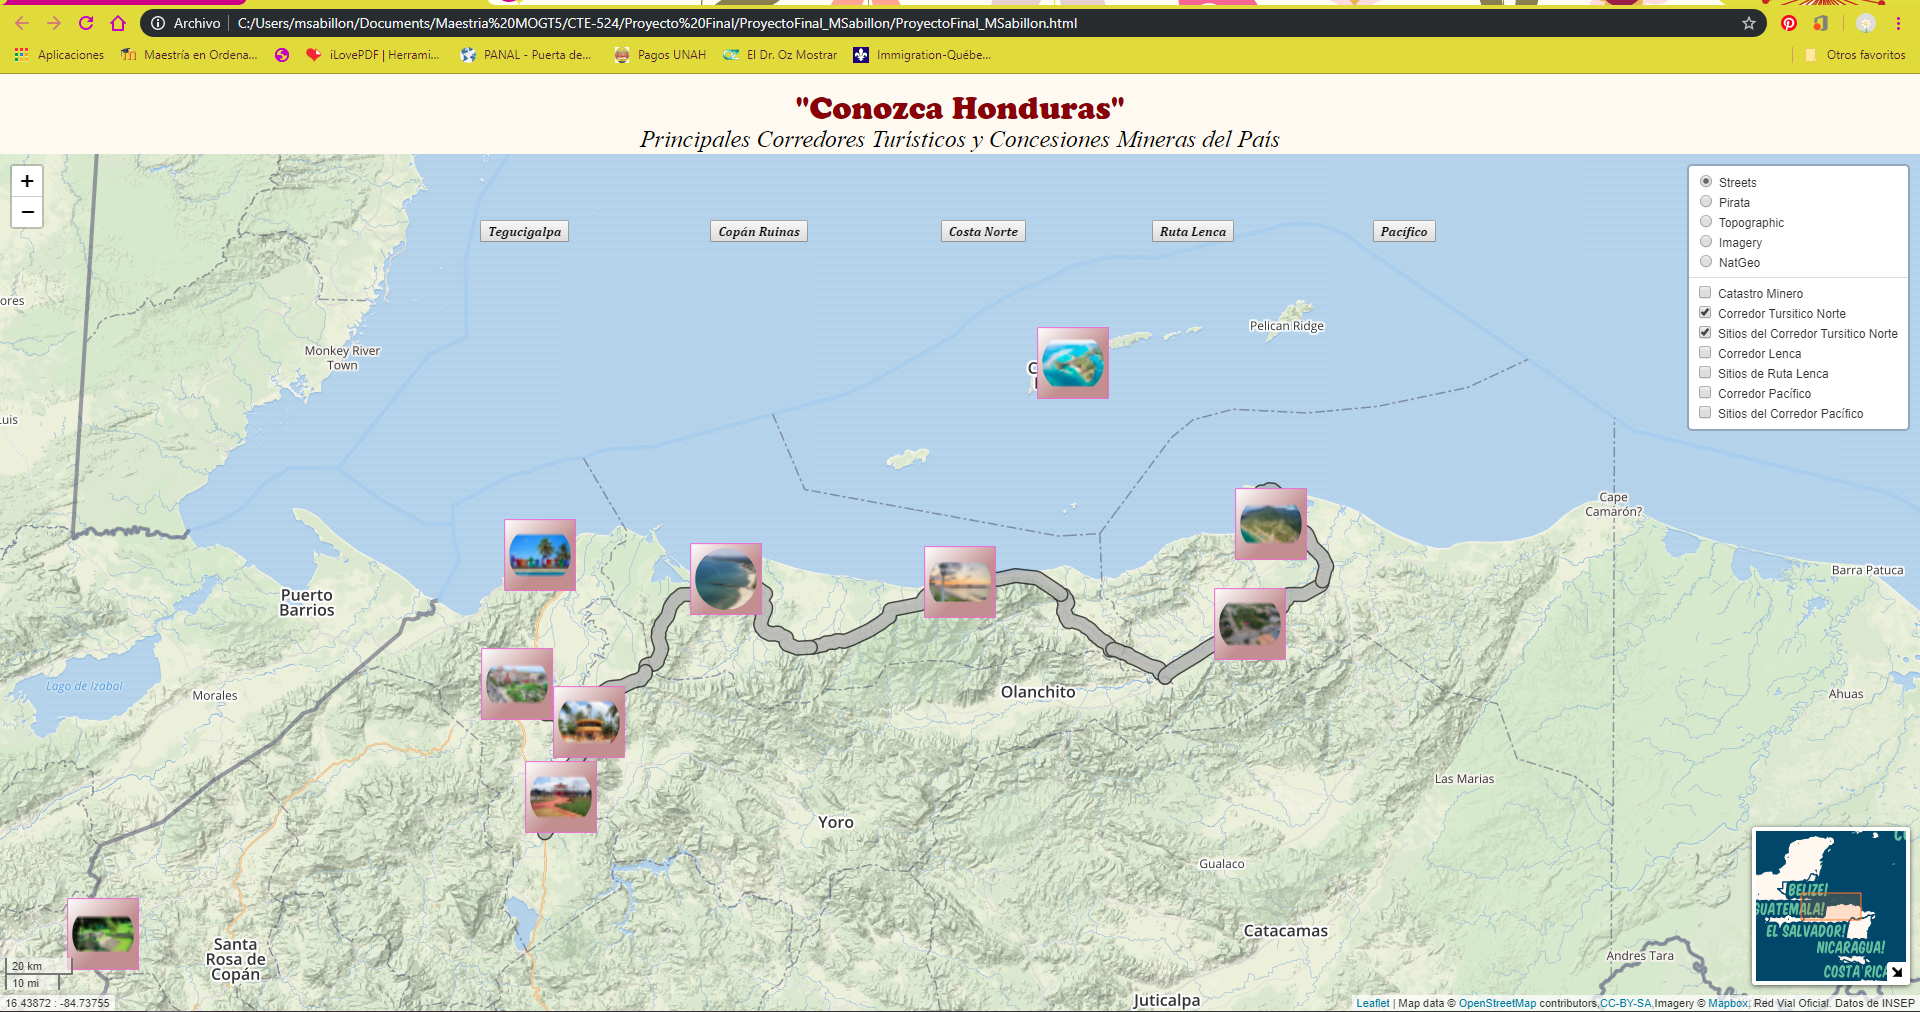 Archivo
C:/Users/msabillon/Documents/Maestria%20MOGT5/CTE-524/Proyecto%20Final/ProyectoFinal_MSabillon/ProyectoFinal_MSabillon.html
Aplicaciones
Maestría en Ordena...
iLovePDF | Herrami...
PANAL - Puerta de...
Pagos UNAH
El Dr. Oz Mostrar
Immigration-Québe...
Otros favoritos
"Conozca Honduras"
Principales Corredores Turísticos y Concesiones Mineras del País
+
−
Tegucigalpa
Copán Ruinas
Costa Norte
Ruta Lenca
Pacífico
Streets
Pirata
Topographic
Imagery
NatGeo
Catastro Minero
Corredor Tursitico Norte
Sitios del Corredor Tursitico Norte
Corredor Lenca
Sitios de Ruta Lenca
Corredor Pacífico
Sitios del Corredor Pacífico
ores
Pelican Ridge
Monkey River
Town
Luis
Cape
Camarón?
Barra Patuca
Puerto
Barrios
Lago de Izabal
Morales
Olanchito
Ahuas
Las Marias
Yoro
Gualaco
Catacamas
Santa
Rosa de
Copán
Andres Tara
Juticalpa
BELIZE!
GUATEMALA!
EL SALVADOR!
NICARAGUA!
COSTA RICA
20 km
10 mi
16.43872 : -84.73755
Leaflet | Map data © OpenStreetMap contributors,CC-BY-SA,Imagery © Mapbox, Red Vial Oficial. Datos de INSEP